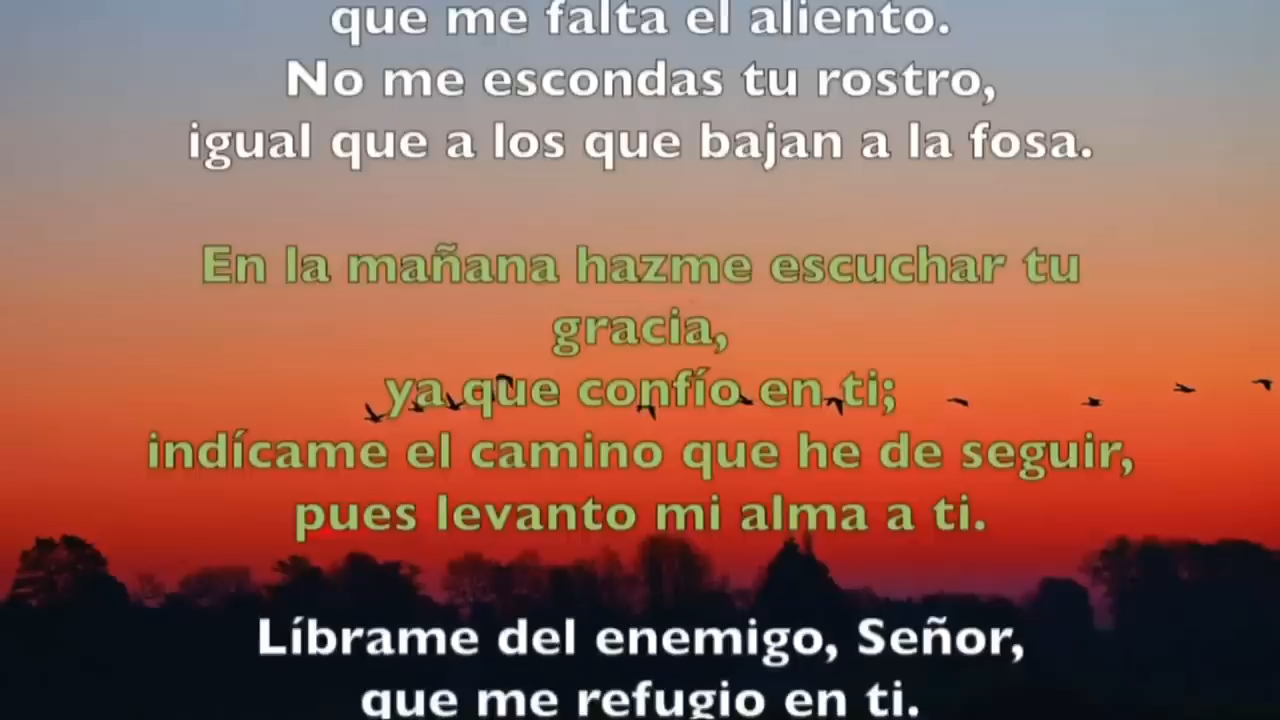 que me falta el aliento.
No me escondas tu rostro,
igual que a los que bajan a la fosa.
En la mañana hazme escuchar tu
gracia,
ya que confío en ti;
indícame el camino que he de seguir,
pues levanto mi alma a ti.
Líbrame del enemigo, Señor,
que me refugio en ti.